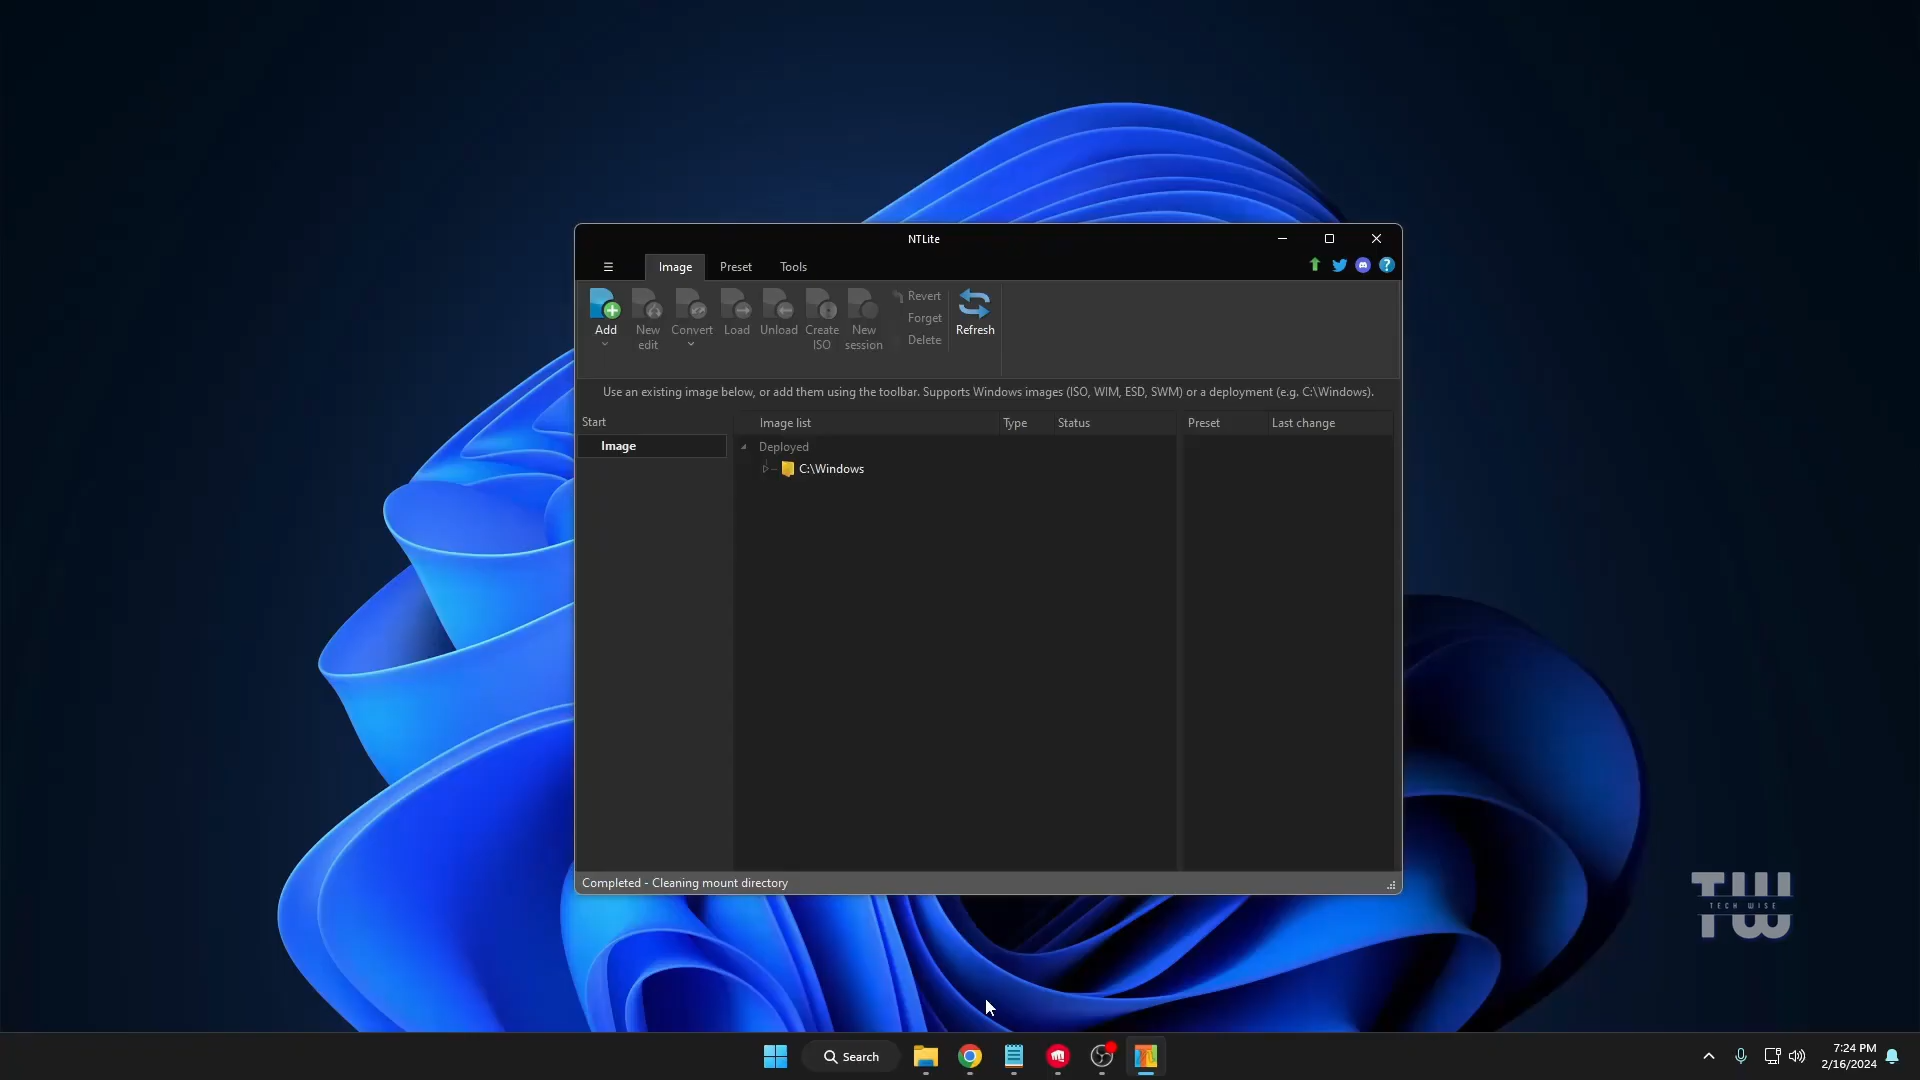 NTLite
Image Preset Tools
Add New edit Convert Load Unload Create ISO New session Revert Forget Delete Refresh
Use an existing image below, or add them using the toolbar. Supports Windows images (ISO, WIM, ESD, SWM) or a deployment (e.g. C:\Windows).
Start
Image
Image list Type Status Preset Last change
Deployed
C:\Windows
Completed - Cleaning mount directory
TW
TECH WISE
Search
7:24 PM
2/16/2024